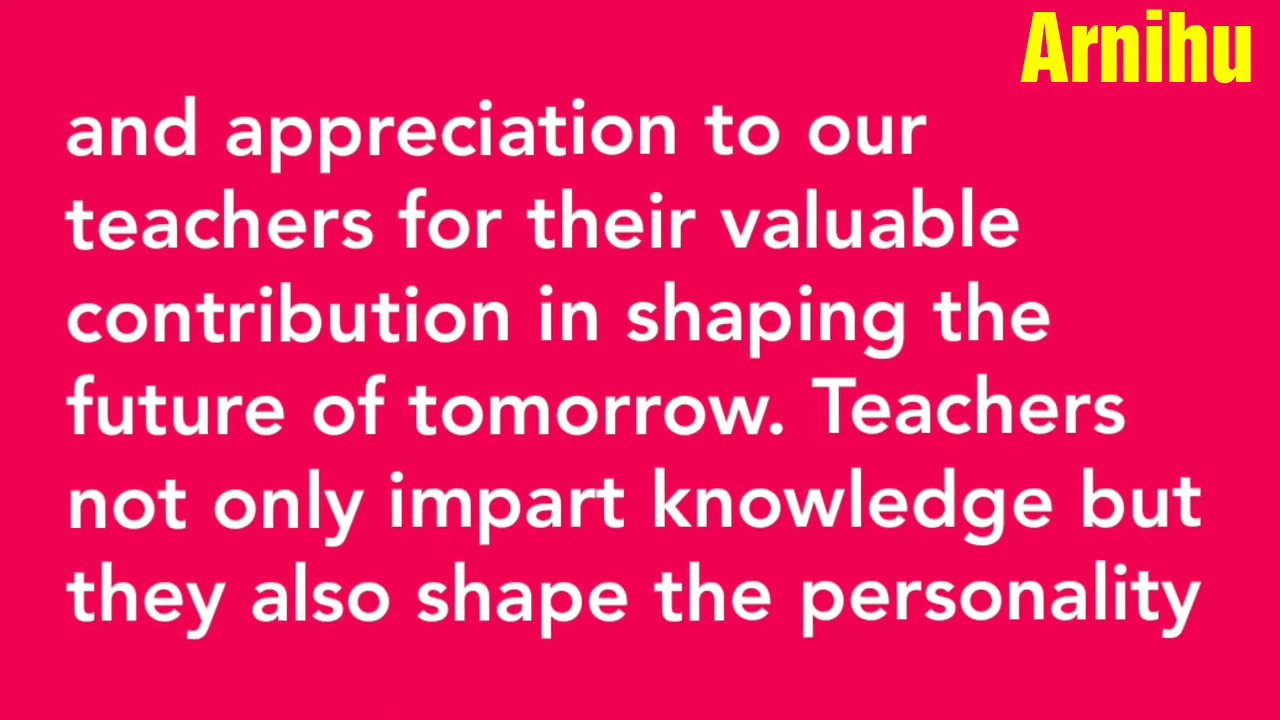 Arnihu
and appreciation to our
teachers for their valuable
contribution in shaping the
future of tomorrow. Teachers
not only impart knowledge but
they also shape the personality